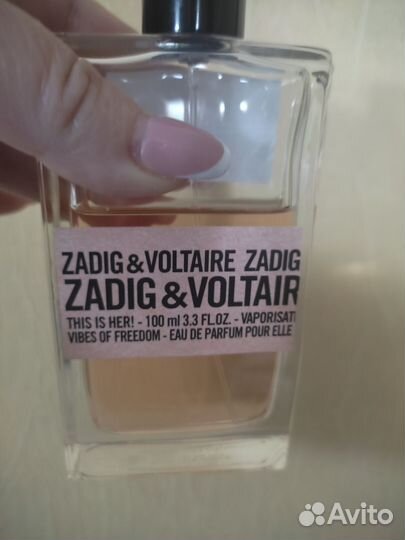 ZADIG & VOLTAIRE ZADIG
ZADIG & VOLTAIR
THIS IS HER! - 100 ml 3.3 FL.OZ. - VAPORISAT
VIBES OF FREEDOM - EAU DE PARFUM POUR ELLE
Avito